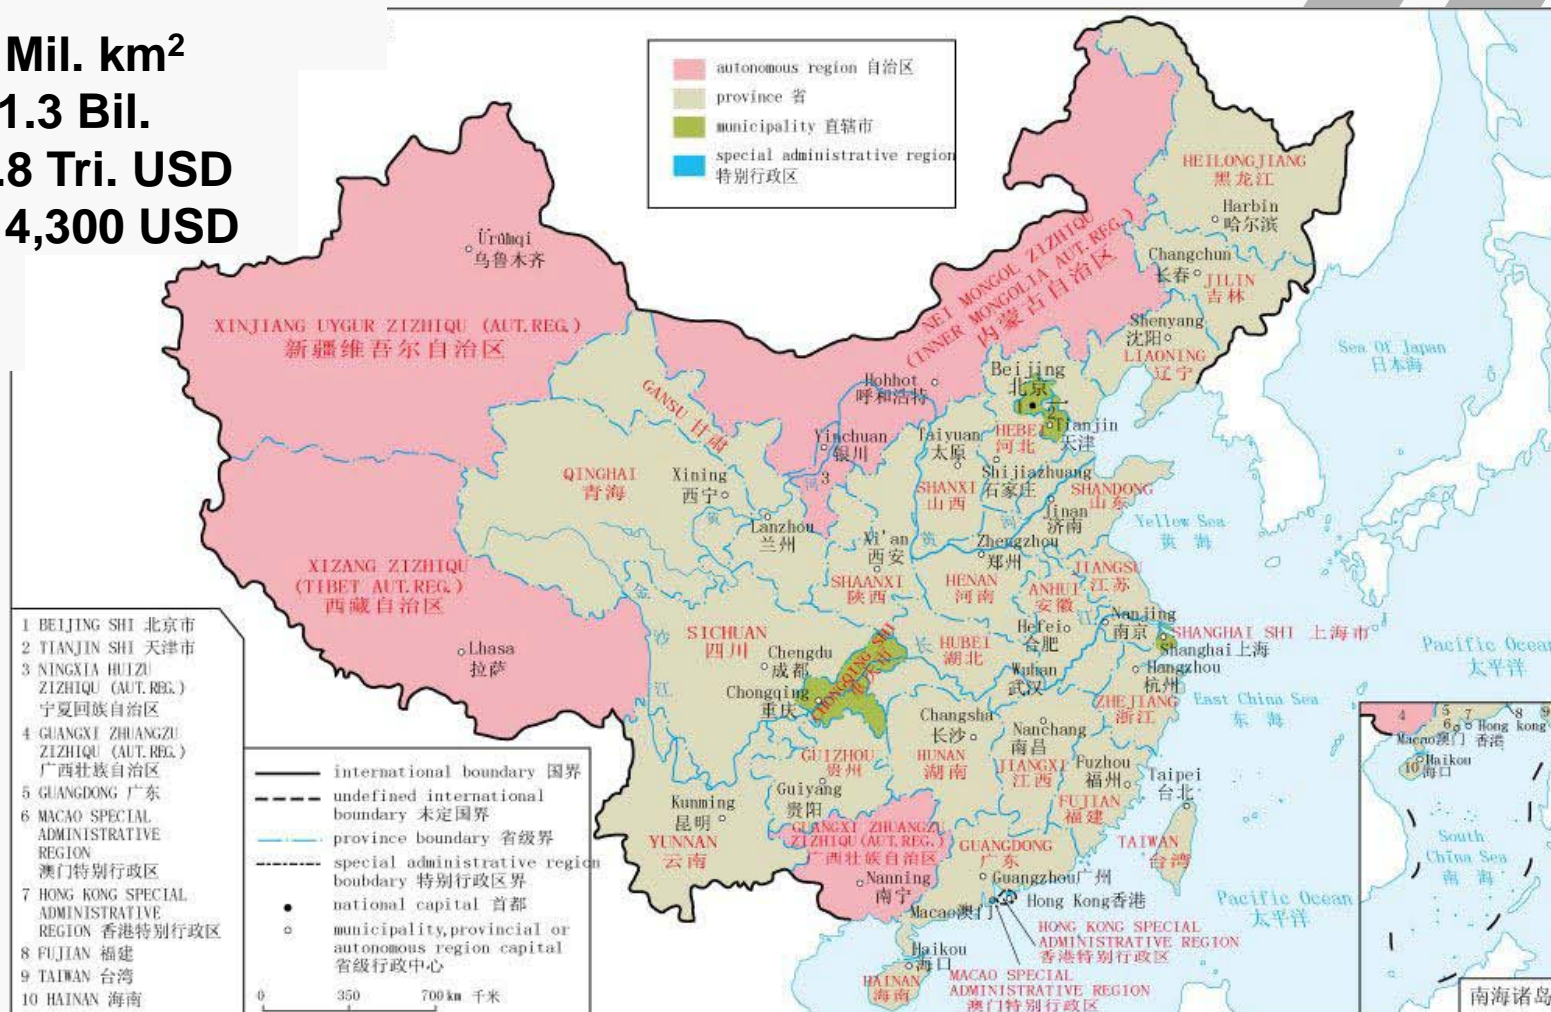 Mil. km²
1.3 Bil.
.8 Tri. USD
4,300 USD
autonomous region 自治区
province 省
municipality 直辖市
special administrative region
特别行政区
HEILONGJIANG
黑龙江
Harbin
哈尔滨
Changchun
长春
JILIN
吉林
Shenyang
沈阳
LIAONING
辽宁
NEI MONGOL ZIZHIQU
(INNER MONGOLIA AUT.REG.)
内蒙古自治区
Ürümqi
乌鲁木齐
XINJIANG UYGUR ZIZHIQU (AUT.REG.)
新疆维吾尔自治区
GANSU 甘肃
Hohhot
呼和浩特
Beijing
北京
1
2
Tianjin
天津
HEBEI
河北
Sea Of Japan
日本海
Yinchuan
银川
3
Taiyuan
太原
Shijiazhuang
石家庄
SHANXI
山西
SHANDONG
山东
Jinan
济南
QINGHAI
青海
Xining
西宁
Lanzhou
兰州
黄
河
Xi'an
西安
黄
河
Zhengzhou
郑州
Yellow Sea
黄 海
XIZANG ZIZHIQU
(TIBET AUT.REG.)
西藏自治区
SHAANXI
陕西
HENAN
河南
JIANGSU
江苏
ANHUI
安徽
金
沙
江
Lhasa
拉萨
SICHUAN
四川
Chengdu
成都
CHONGQING SHI
重庆市
Chongqing
重庆
长
江
HUBEI
湖北
Hefei
合肥
Nanjing
南京
SHANGHAI SHI 上海市
Shanghai上海
Wuhan
武汉
Hangzhou
杭州
ZHEJIANG
浙江
East China Sea
东 海
Pacific Ocean
太平洋
Changsha
长沙
Nanchang
南昌
GUIZHOU
贵州
HUNAN
湖南
JIANGXI
江西
Fuzhou
福州
Taipei
台北
Guiyang
贵阳
Kunming
昆明
FUJIAN
福建
YUNNAN
云南
GUANGXI ZHUANGZU
ZIZHIQU (AUT.REG.)
广西壮族自治区
GUANGDONG
广东
TAIWAN
台湾
Nanning
南宁
Guangzhou广州
Macao澳门
Hong Kong香港
Pacific Ocean
太平洋
HONG KONG SPECIAL
ADMINISTRATIVE REGION
香港特别行政区
Haikou
海口
HAINAN
海南
MACAO SPECIAL
ADMINISTRATIVE REGION
澳门特别行政区
1 BEIJING SHI 北京市
2 TIANJIN SHI 天津市
3 NINGXIA HUIZU
ZIZHIQU (AUT.REG.)
宁夏回族自治区
4 GUANGXI ZHUANGZU
ZIZHIQU (AUT.REG.)
广西壮族自治区
5 GUANGDONG 广东
6 MACAO SPECIAL
ADMINISTRATIVE
REGION
澳门特别行政区
7 HONG KONG SPECIAL
ADMINISTRATIVE
REGION 香港特别行政区
8 FUJIAN 福建
9 TAIWAN 台湾
10 HAINAN 海南
international boundary 国界
undefined international
boundary 未定国界
province boundary 省级界
special administrative region
boubdary 特别行政区界
national capital 首都
municipality,provincial or
autonomous region capital
省级行政中心
0 350 700km 千米
4
5
6
7
8
9
Hong kong
香港
Macao澳门
10
Haikou
海口
South
China Sea
南 海
南海诸岛